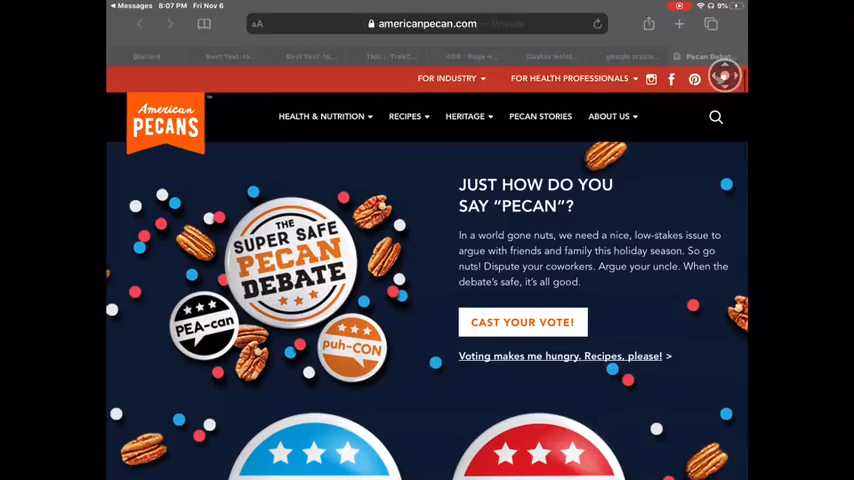 Messages 8:07 PM Fri Nov 6 9%
AA americanpecan.com Private
Discord
FOR INDUSTRY FOR HEALTH PROFESSIONALS
American
PECANS
HEALTH & NUTRITION RECIPES HERITAGE PECAN STORIES ABOUT US
THE
SUPER SAFE
PECAN
DEBATE
PEA-can
puh-CON
JUST HOW DO YOU
SAY “PECAN”?
In a world gone nuts, we need a nice, low-stakes issue to
argue with friends and family this holiday season. So go
nuts! Dispute your coworkers. Argue your uncle. When the
debate’s safe, it’s all good.
CAST YOUR VOTE!
Voting makes me hungry. Recipes, please! >